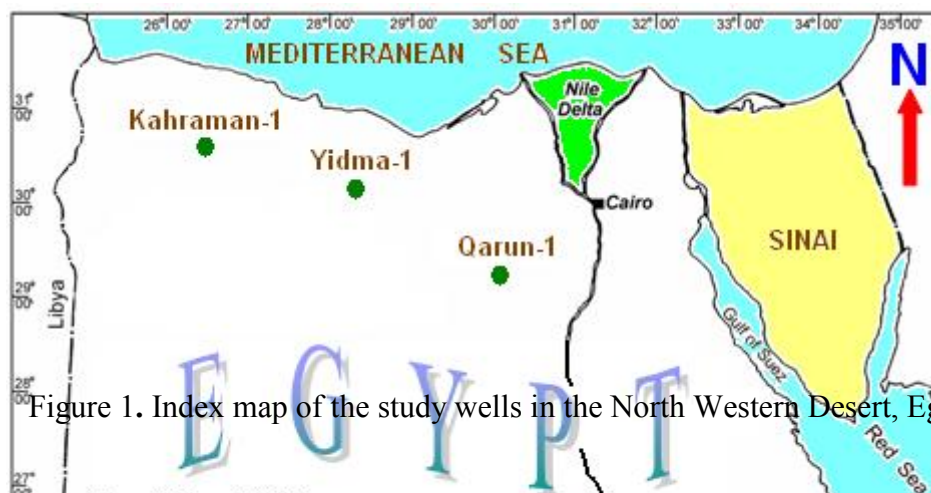 26°00' 27°00' 28°00' 29°00' 30°00' 31°00' 32°00' 33°00' 34°00' 35°00'
MEDITERRANEAN SEA
N
Nile
Delta
31°
00'
Kahraman-1
Yidma-1
30°
00'
Cairo
Qarun-1
SINAI
29°
00'
Libya
Gulf of Suez
EGYPT
28°
00'
Figure 1. Index map of the study wells in the North Western Desert, Eg
Red Sea
27°
00'